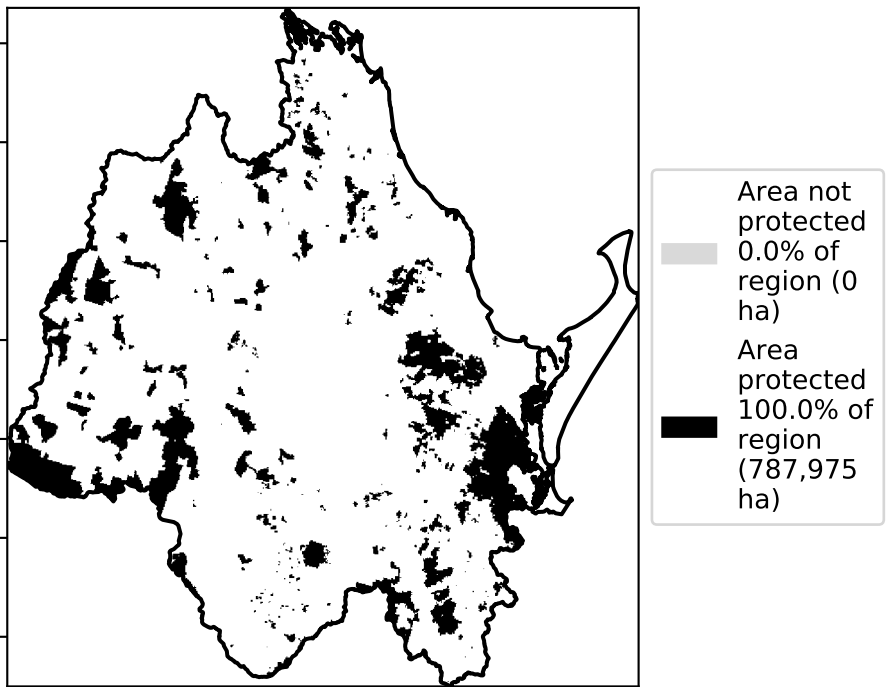 Area not
protected
0.0% of
region (0
ha)
Area
protected
100.0% of
region
(787,975
ha)